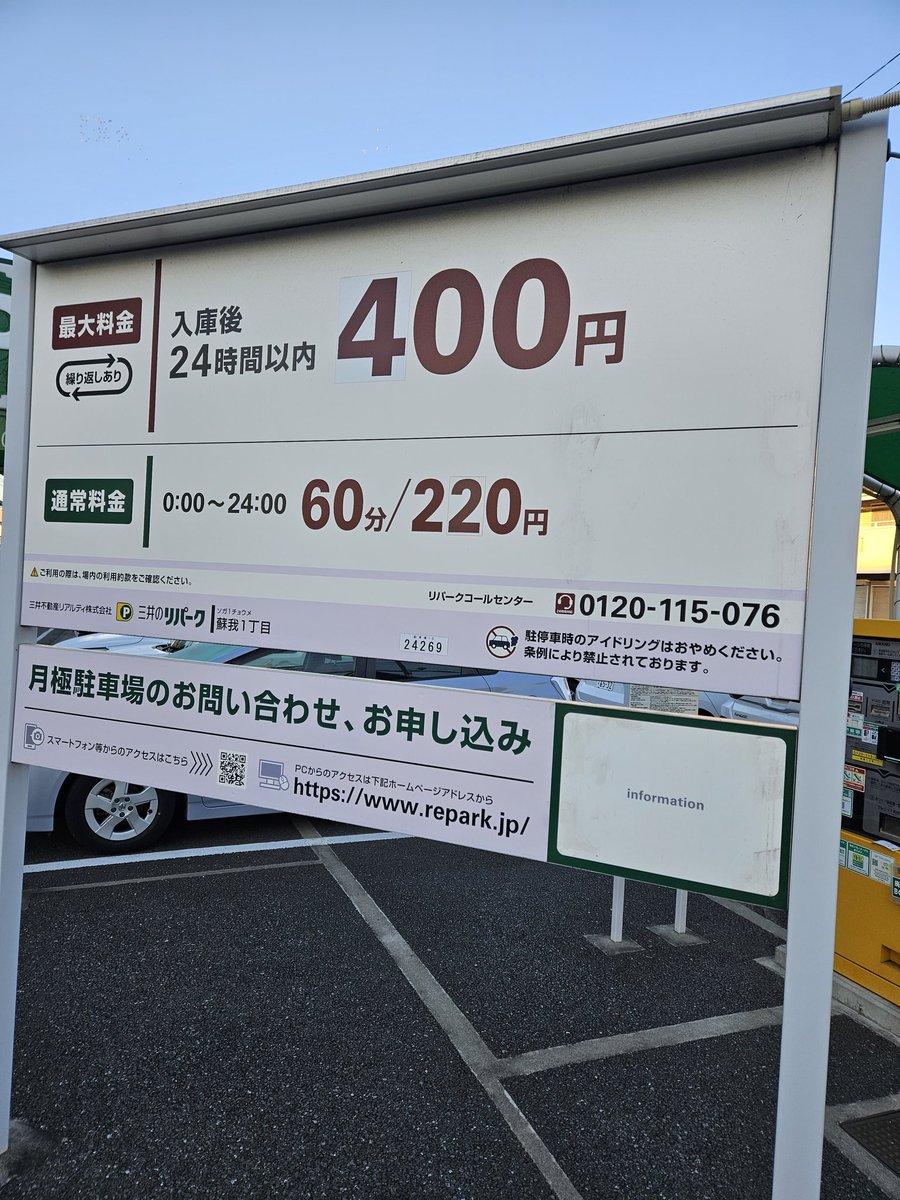 最大料金
繰り返しあり
入庫後
24時間以内
400円
通常料金
0:00～24:00
60分/220円
⚠ご利用の際は、場内の利用約款をご確認ください。
リパークコールセンター
0120-115-076
三井不動産リアルティ株式会社
P
三井のリパーク
ソガ1チョウメ
蘇我1丁目
24269
駐停車時のアイドリングはおやめください。
条例により禁止されております。
月極駐車場のお問い合わせ、お申し込み
スマートフォン等からのアクセスはこちら
PCからのアクセスは下記ホームページアドレスから
https://www.repark.jp/
information